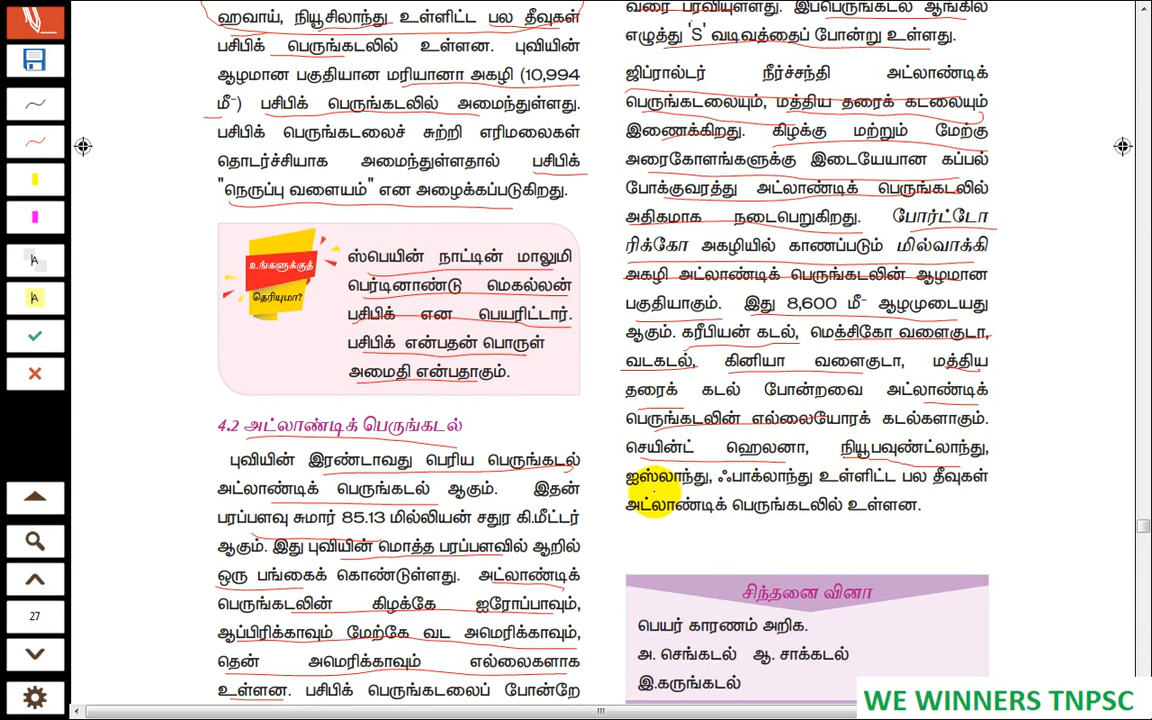 ஹவாய், நியூசிலாந்து உள்ளிட்ட பல தீவுகள்
பசிபிக் பெருங்கடலில் உள்ளன. புவியின்
ஆழமான பகுதியான மரியானா அகழி (10,994
மீ-) பசிபிக் பெருங்கடலில் அமைந்துள்ளது.
பசிபிக் பெருங்கடலைச் சுற்றி எரிமலைகள்
தொடர்ச்சியாக அமைந்துள்ளதால் பசிபிக்
"நெருப்பு வளையம்" என அழைக்கப்படுகிறது.
உங்களுக்குத்
தெரியுமா?
ஸ்பெயின் நாட்டின் மாலுமி
பெர்டினாண்டு மெகல்லன்
பசிபிக் என பெயரிட்டார்.
பசிபிக் என்பதன் பொருள்
அமைதி என்பதாகும்.
4.2 அட்லாண்டிக் பெருங்கடல்
புவியின் இரண்டாவது பெரிய பெருங்கடல்
அட்லாண்டிக் பெருங்கடல் ஆகும். இதன்
பரப்பளவு சுமார் 85.13 மில்லியன் சதுர கி.மீட்டர்
ஆகும். இது புவியின் மொத்த பரப்பளவில் ஆறில்
ஒரு பங்கைக் கொண்டுள்ளது. அட்லாண்டிக்
பெருங்கடலின் கிழக்கே ஐரோப்பாவும்,
ஆப்பிரிக்காவும் மேற்கே வட அமெரிக்காவும்,
தென் அமெரிக்காவும் எல்லைகளாக
உள்ளன. பசிபிக் பெருங்கடலைப் போன்றே
வரை பரவியுள்ளது. இப்பெருங்கடல் ஆங்கில
எழுத்து 'S' வடிவத்தைப் போன்று உள்ளது.
ஜிப்ரால்டர் நீர்ச்சந்தி அட்லாண்டிக்
பெருங்கடலையும், மத்திய தரைக் கடலையும்
இணைக்கிறது. கிழக்கு மற்றும் மேற்கு
அரைகோளங்களுக்கு இடையேயான கப்பல்
போக்குவரத்து அட்லாண்டிக் பெருங்கடலில்
அதிகமாக நடைபெறுகிறது. போர்ட்டோ
ரிக்கோ அகழியில் காணப்படும் மில்வாக்கி
அகழி அட்லாண்டிக் பெருங்கடலின் ஆழமான
பகுதியாகும். இது 8,600 மீ- ஆழமுடையது
ஆகும். கரீபியன் கடல், மெக்சிகோ வளைகுடா,
வடகடல், கினியா வளைகுடா, மத்திய
தரைக் கடல் போன்றவை அட்லாண்டிக்
பெருங்கடலின் எல்லையோரக் கடல்களாகும்.
செயின்ட் ஹெலனா, நியூபவுண்ட்லாந்து,
ஐஸ்லாந்து, ஃபாக்லாந்து உள்ளிட்ட பல தீவுகள்
அட்லாண்டிக் பெருங்கடலில் உள்ளன.
சிந்தனை வினா
பெயர் காரணம் அறிக.
அ. செங்கடல் ஆ. சாக்கடல்
இ.கருங்கடல்
27
WE WINNERS TNPSC